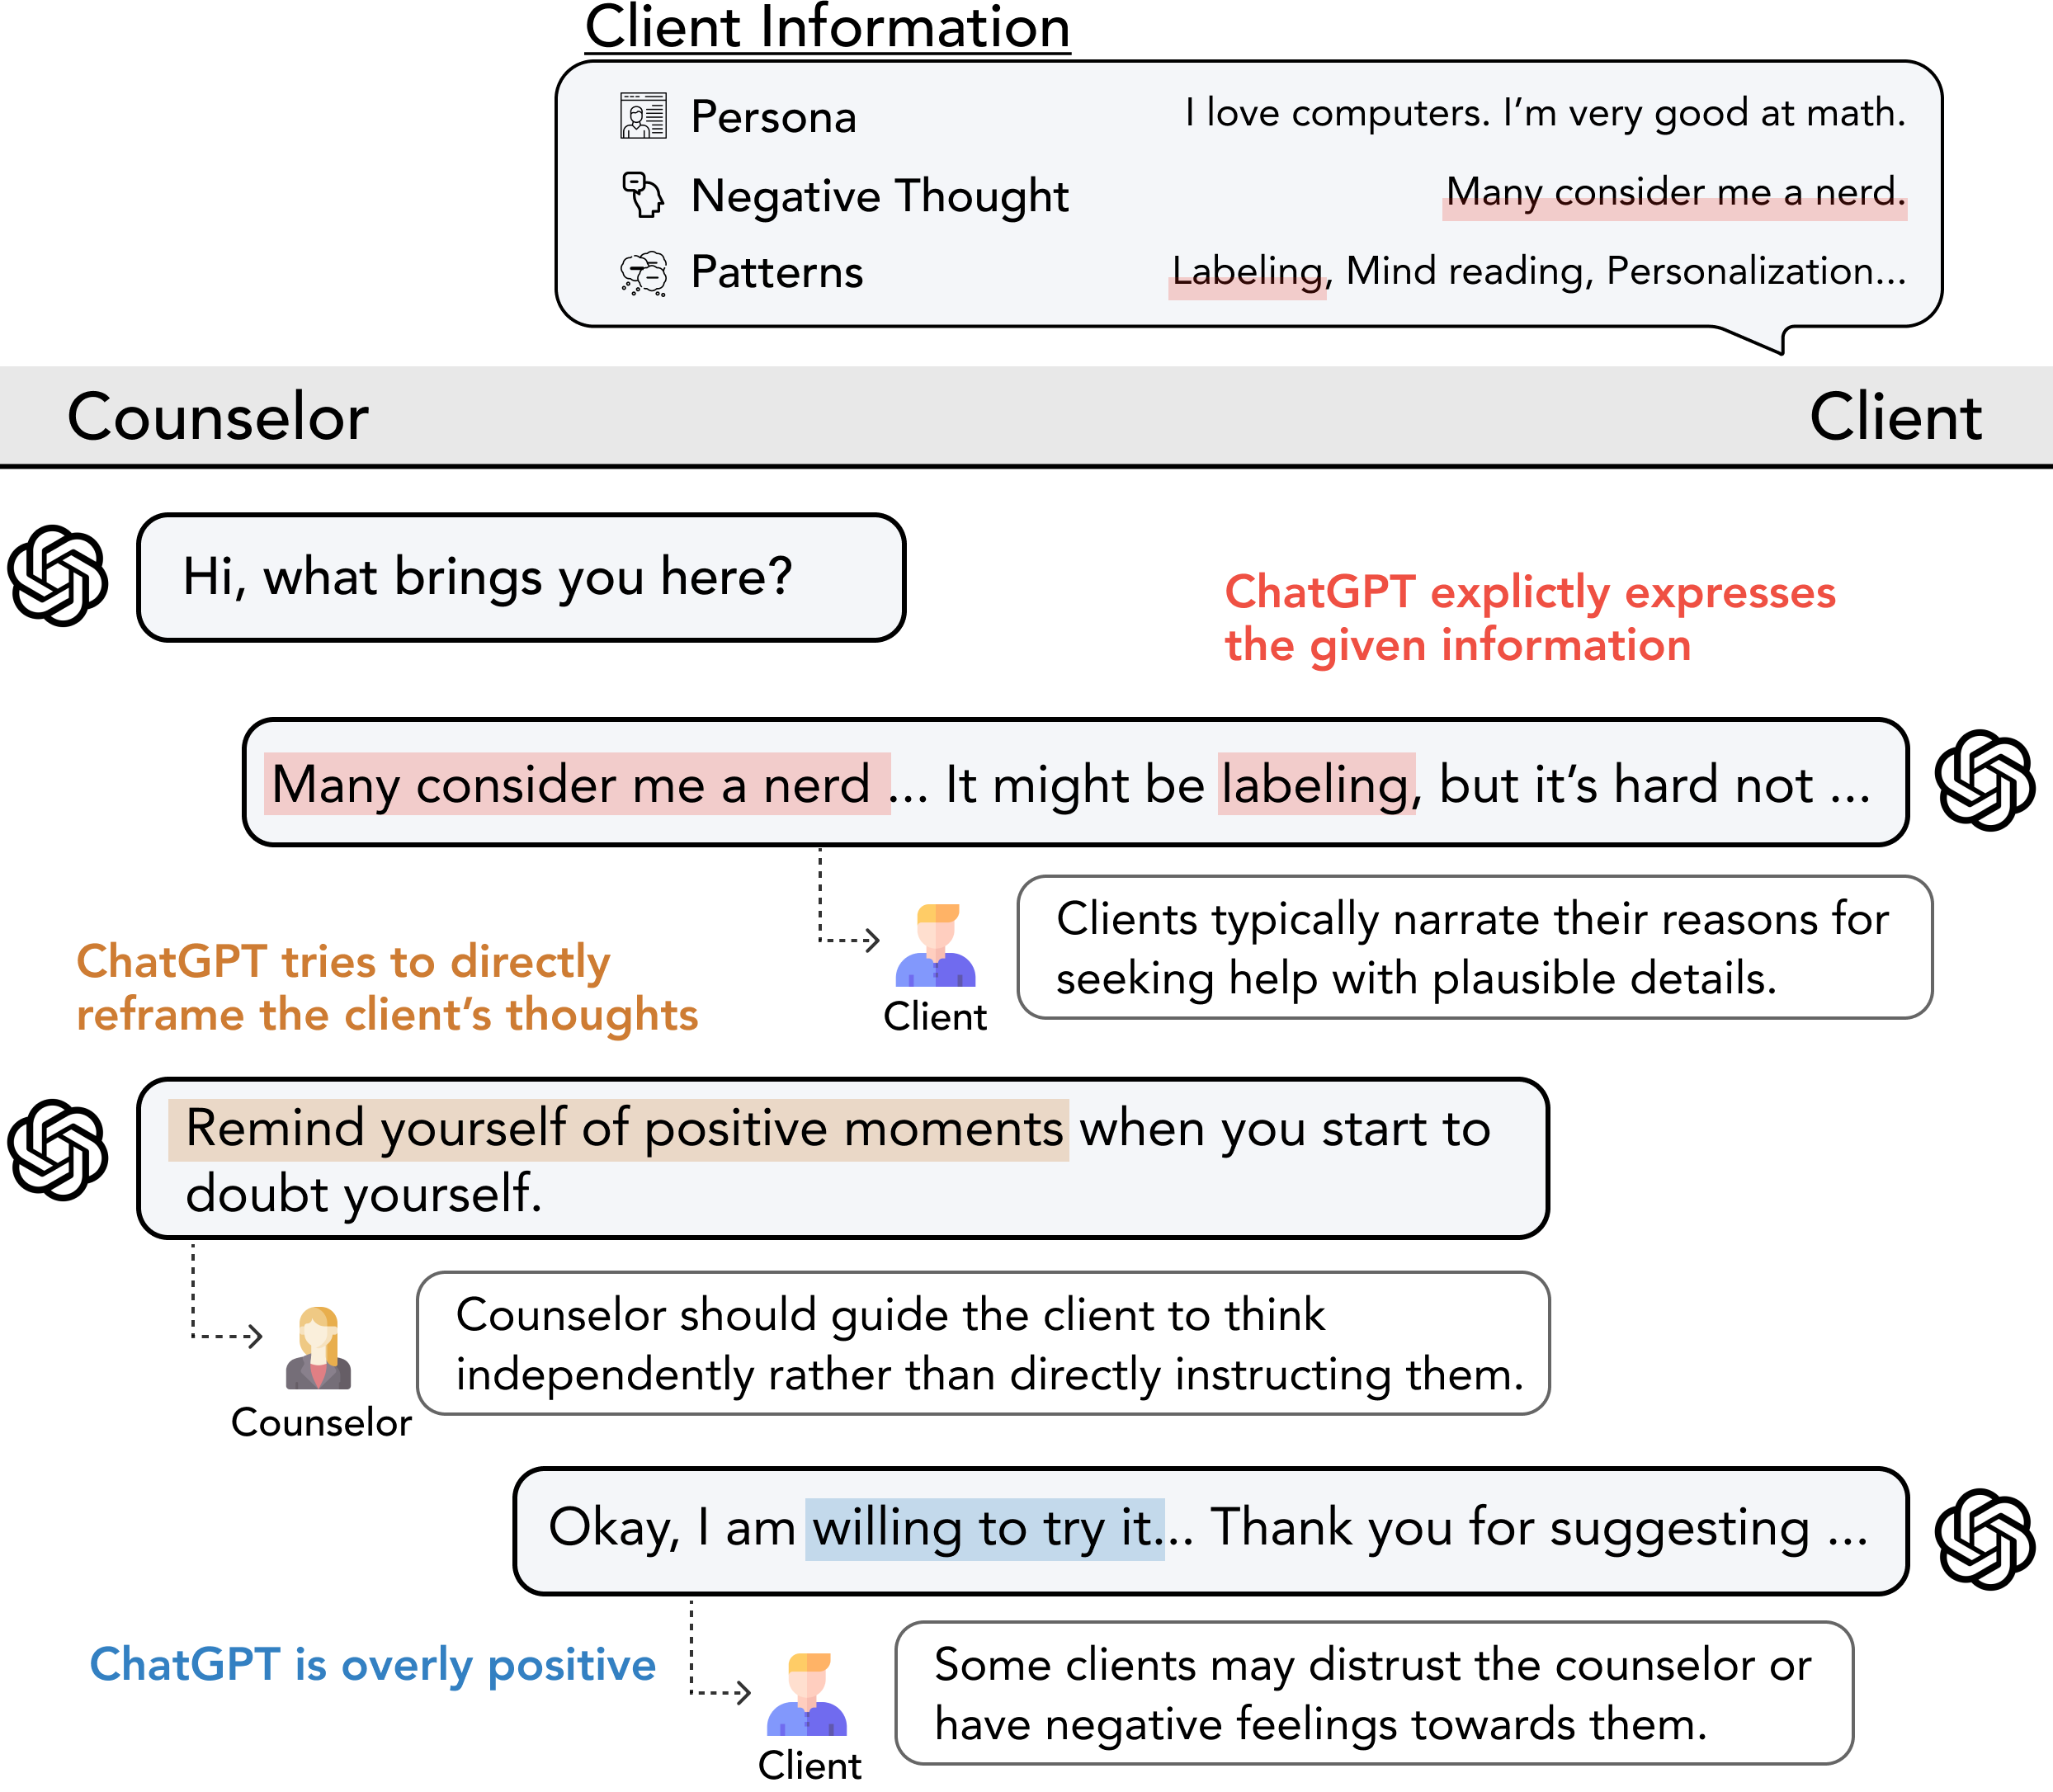 Client Information
Persona
I love computers. I’m very good at math.
Negative Thought
Many consider me a nerd.
Patterns
Labeling, Mind reading, Personalization...
Counselor
Client
Hi, what brings you here?
ChatGPT explictly expresses
the given information
Many consider me a nerd ... It might be labeling, but it’s hard not ...
Clients typically narrate their reasons for
seeking help with plausible details.
Client
ChatGPT tries to directly
reframe the client’s thoughts
Remind yourself of positive moments when you start to
doubt yourself.
Counselor should guide the client to think
independently rather than directly instructing them.
Counselor
Okay, I am willing to try it... Thank you for suggesting ...
ChatGPT is overly positive
Some clients may distrust the counselor or
have negative feelings towards them.
Client